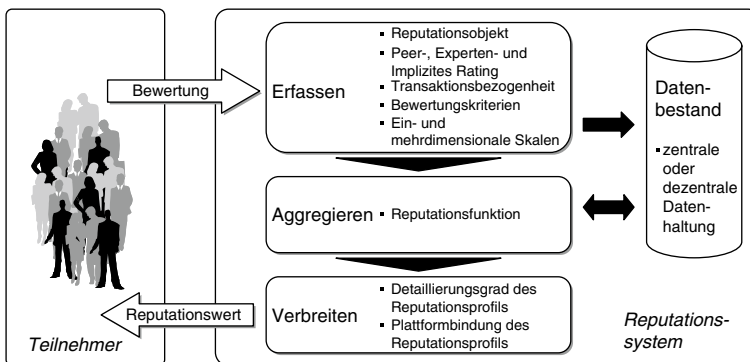 Bewertung
Erfassen
▪ Reputationsobjekt
▪ Peer-, Experten- und
Implizites Rating
▪ Transaktionsbezogenheit
▪ Bewertungskriterien
▪ Ein- und
mehrdimensionale Skalen
Daten-
bestand
▪ zentrale
oder
dezentrale
Daten-
haltung
Aggregieren
▪ Reputationsfunktion
Verbreiten
▪ Detaillierungsgrad des
Reputationsprofils
▪ Plattformbindung des
Reputationsprofils
Reputationswert
Teilnehmer
Reputations-
system